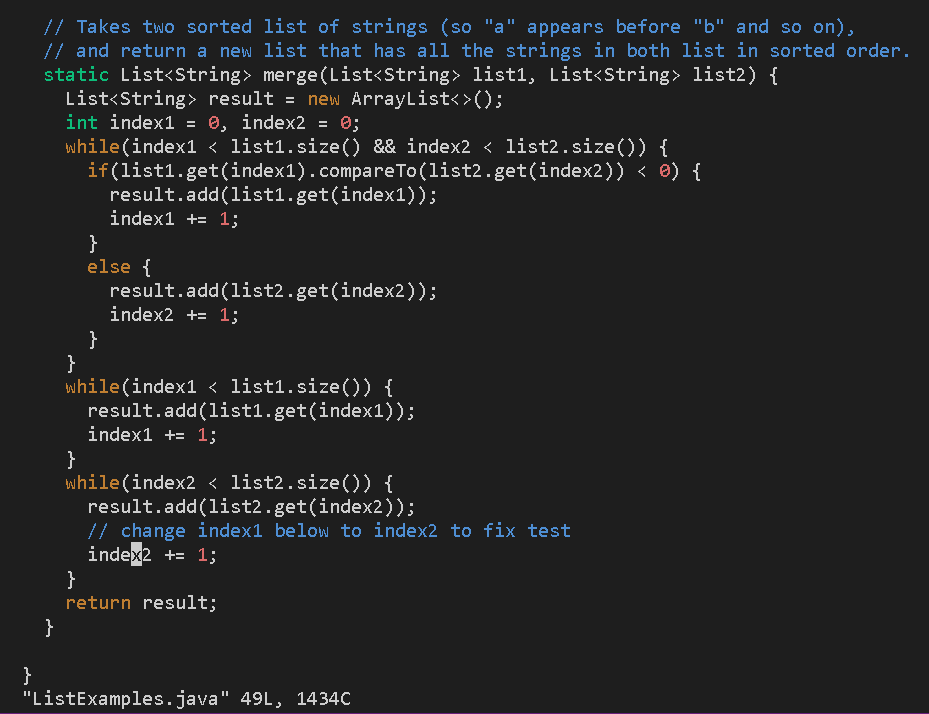 // Takes two sorted list of strings (so "a" appears before "b" and so on),
// and return a new list that has all the strings in both list in sorted order.
static List<String> merge(List<String> list1, List<String> list2) {
List<String> result = new ArrayList<>();
int index1 = 0, index2 = 0;
while(index1 < list1.size() && index2 < list2.size()) {
if(list1.get(index1).compareTo(list2.get(index2)) < 0) {
result.add(list1.get(index1));
index1 += 1;
}
else {
result.add(list2.get(index2));
index2 += 1;
}
}
while(index1 < list1.size()) {
result.add(list1.get(index1));
index1 += 1;
}
while(index2 < list2.size()) {
result.add(list2.get(index2));
// change index1 below to index2 to fix test
index2 += 1;
}
return result;
}
}
"ListExamples.java" 49L, 1434C